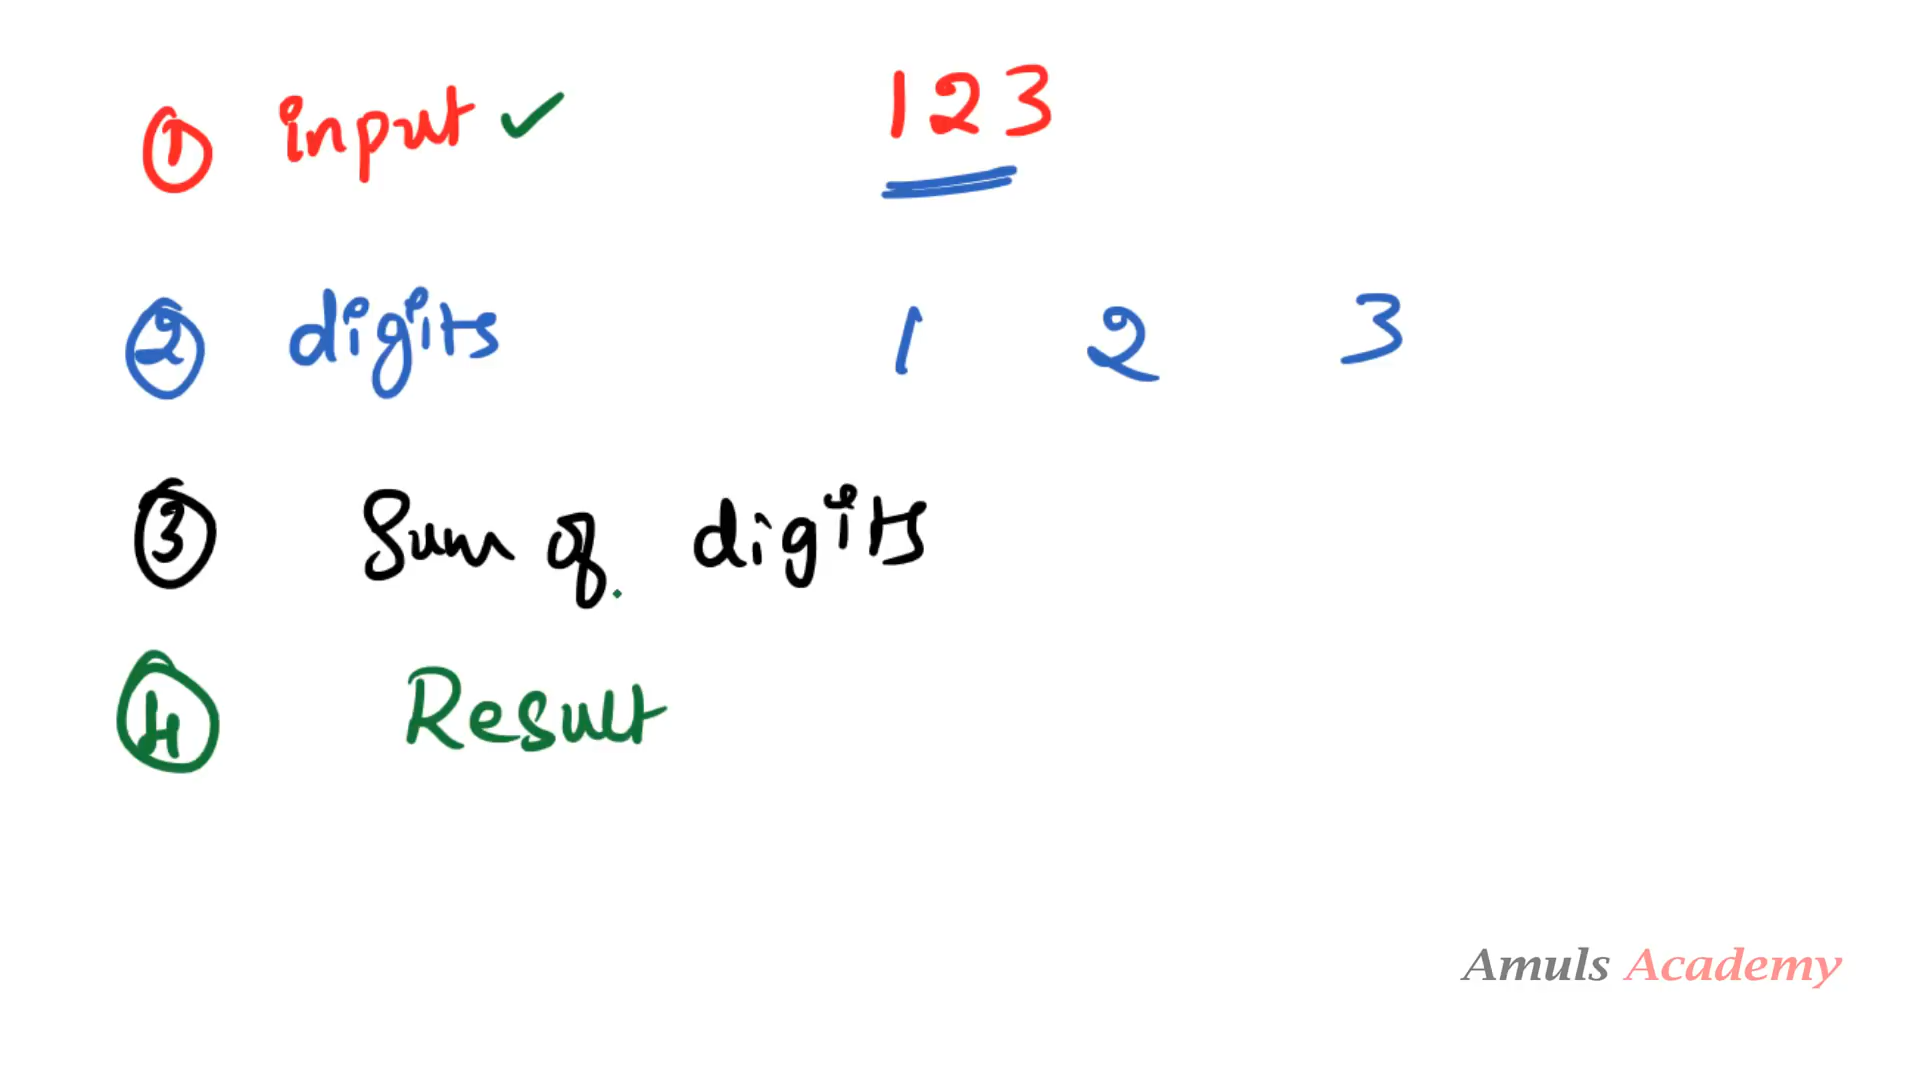 1 input ✓ 123
2 digits 1 2 3
3 Sum of digits
4 Result
Amuls Academy